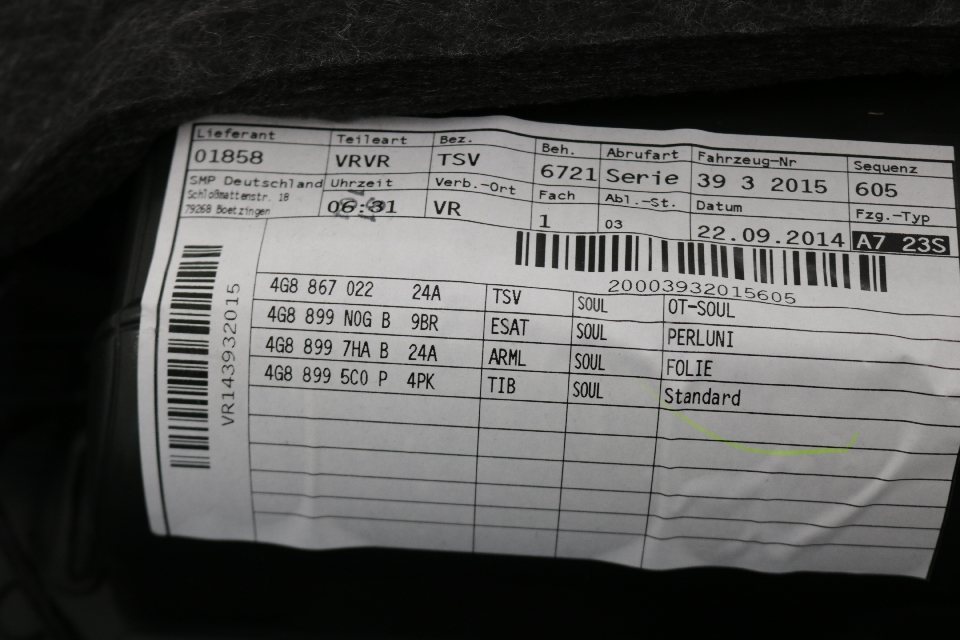 Lieferant Teileart Bez. Beh. Abrufart Fahrzeug-Nr Sequenz
01858 VRVR TSV 6721 Serie 39 3 2015 605
SMP Deutschland Uhrzeit Verb.-Ort Fach Abl.-St. Datum Fzg.-Typ
Schloßmattenstr. 18
79268 Boetzingen 06:31 VR 1 03 22.09.2014 A7 23S
20003932015605
VR143932015
4G8 867 022 24A TSV SOUL OT-SOUL
4G8 899 N0G B 9BR ESAT SOUL PERLUNI
4G8 899 7HA B 24A ARML SOUL FOLIE
4G8 899 5C0 P 4PK TIB SOUL Standard